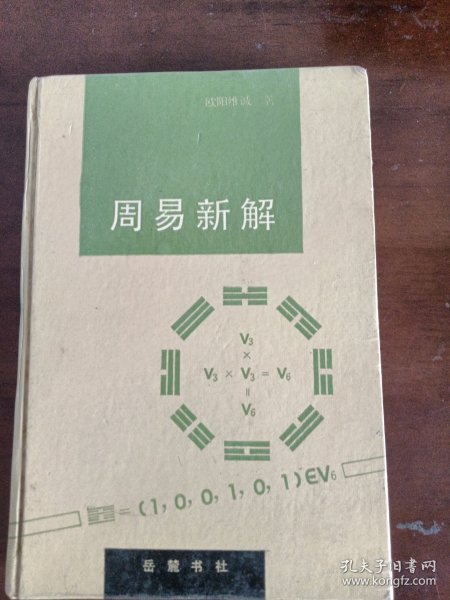 欧阳维诚 著
周易新解
V₃
×
V₃ × V₃ = V₆
=
V₆
= (1, 0, 0, 1, 0, 1) ∈ V₆
岳麓书社
孔夫子旧书网
www.kongfz.com